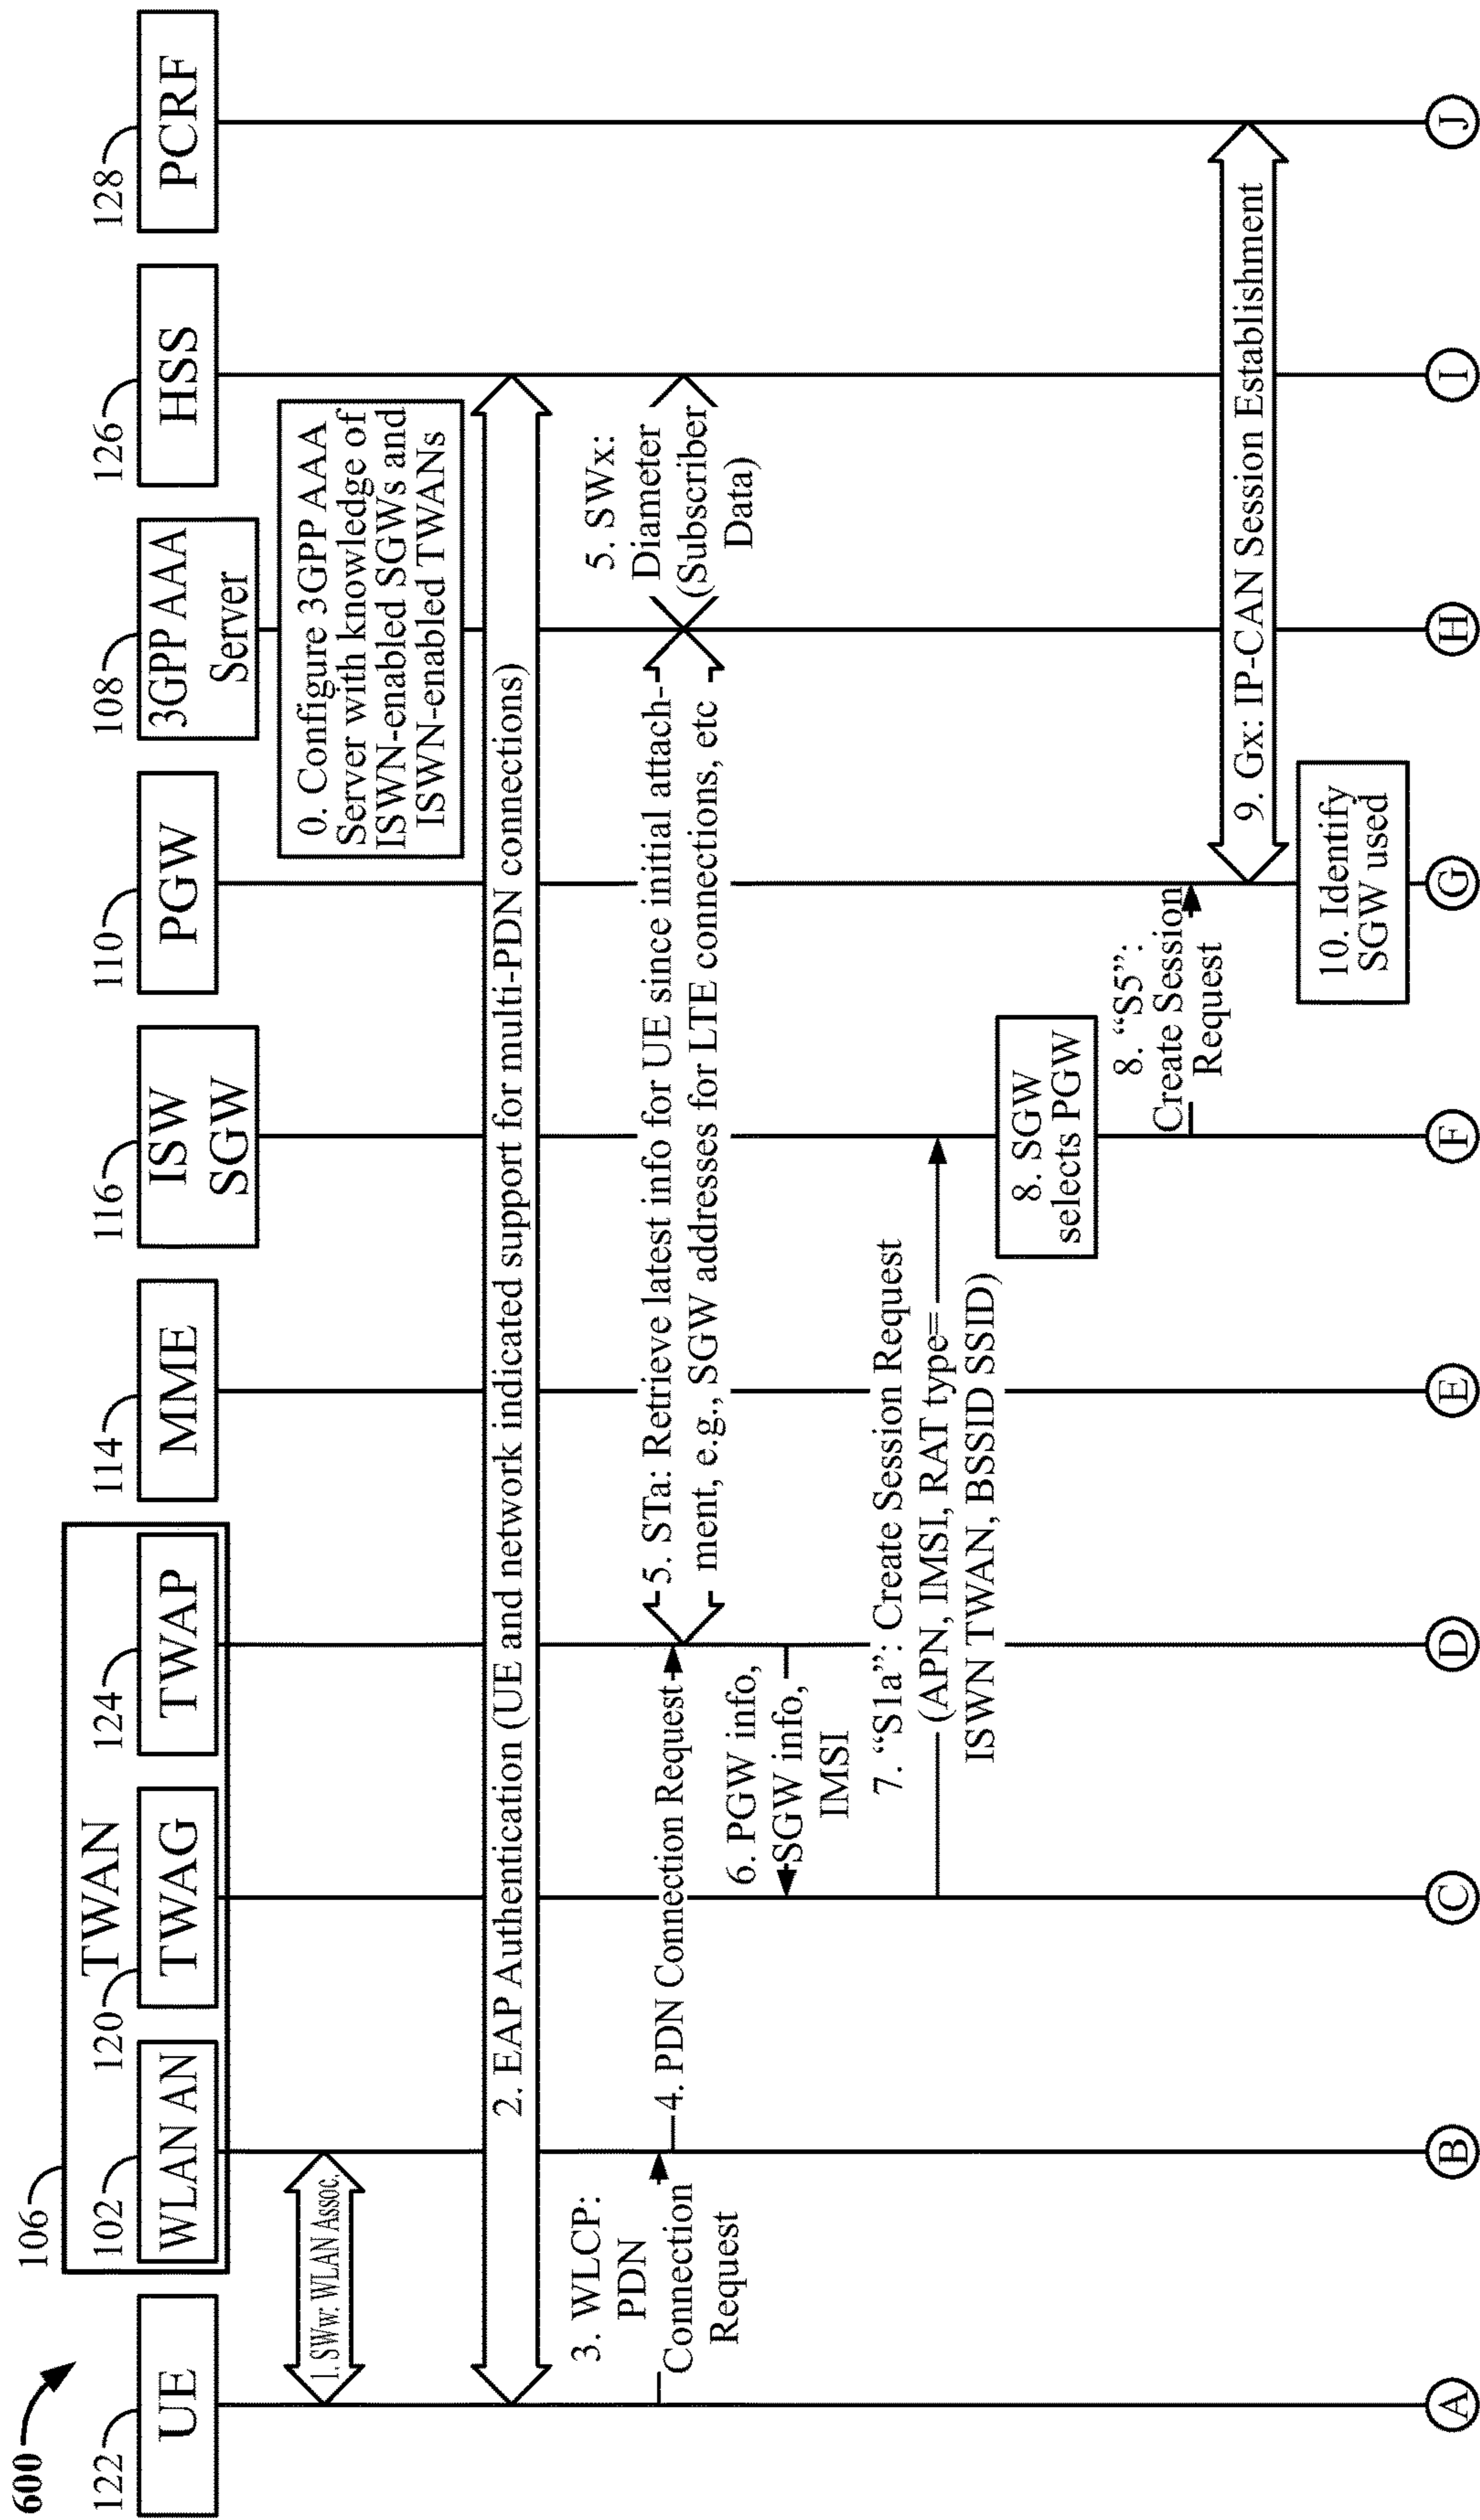 600
106
TWAN
122
UE
102
WLAN AN
120
TWAG
124
TWAP
114
MME
116
ISW
SGW
110
PGW
108
3GPP AAA
Server
126
HSS
128
PCRF
0. Configure 3GPP AAA
Server with knowledge of
ISWN-enabled SGWs and
ISWN-enabled TWANs
1. SWw: WLAN Assoc.
2. EAP Authentication (UE and network indicated support for multi-PDN connections)
3. WLCP:
PDN
Connection
Request
4. PDN Connection Request
5. STa: Retrieve latest info for UE since initial attach-
ment, e.g., SGW addresses for LTE connections, etc
5. SWx:
Diameter
(Subscriber
Data)
6. PGW info,
SGW info,
IMSI
7. “S1a”: Create Session Request
(APN, IMSI, RAT type=
ISWN TWAN, BSSID SSID)
8. SGW
selects PGW
8. “S5”:
Create Session
Request
9. Gx: IP-CAN Session Establishment
10. Identify
SGW used
A
B
C
D
E
F
G
H
I
J